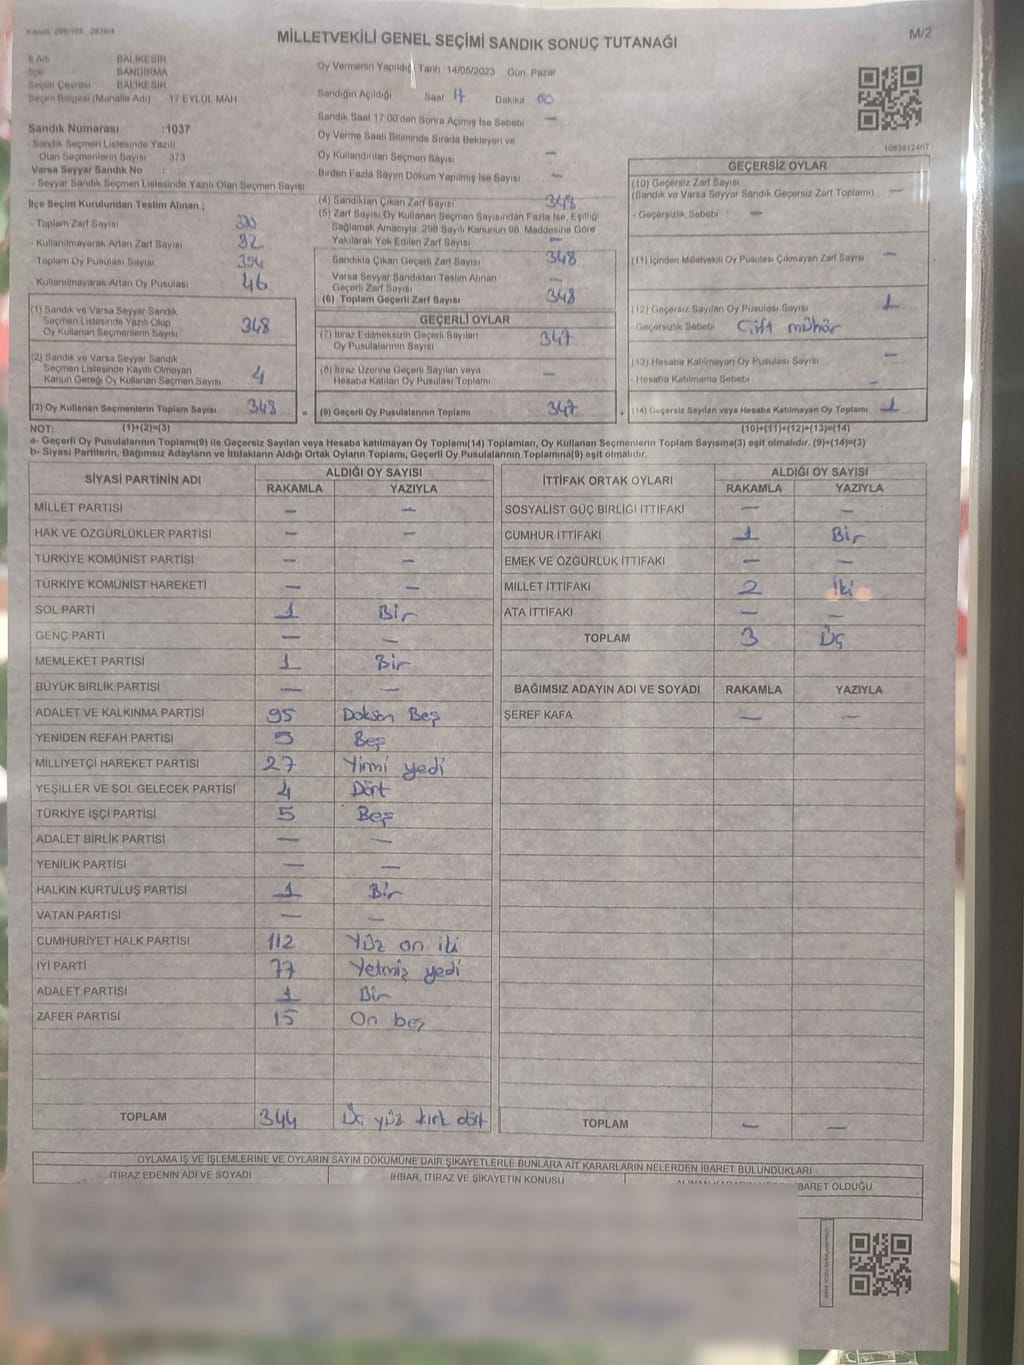 MİLLETVEKİLİ GENEL SEÇİMİ SANDIK SONUÇ TUTANAĞI
M/2
İl Adı BALIKESİR
İlçe BANDIRMA
Seçim Çevresi BALIKESİR
Seçim Bölgesi (Mahalle Adı) 17 EYLÜL MAH
Oy Vermenin Yapıldığı Tarih :14/05/2023 Gün Pazar
Sandığın Açıldığı Saat 17 Dakika 00
Sandık Saat 17:00'den Sonra Açımış İse Sebebi —
Oy Verme Saati Bitiminde Sırada Bekleyen ve
Oy Kullandırılan Seçmen Sayısı —
Birden Fazla Sayım Döküm Yapılmış İse Sayısı —
1083812407
Sandık Numarası :1037
- Sandık Seçmen Listesinde Yazılı
Olan Seçmenlerin Sayısı 373
Varsa Seyyar Sandık No :
- Seyyar Sandık Seçmen Listesinde Yazılı Olan Seçmen Sayısı
İlçe Seçim Kurulundan Teslim Alınan ;
- Toplam Zarf Sayısı
- Kullanılmayarak Artan Zarf Sayısı 32
- Toplam Oy Pusulası Sayısı 394
- Kullanılmayarak Artan Oy Pusulası 46
(1) Sandık ve Varsa Seyyar Sandık
Seçmen Listesinde Yazılı Olup
Oy Kullanan Seçmenlerin Sayısı 348
(2) Sandık ve Varsa Seyyar Sandık
Seçmen Listesinde Kayıtlı Olmayan
Kanun Gereği Oy Kullanan Seçmen Sayısı 4
(3) Oy Kullanan Seçmenlerin Toplam Sayısı 348 =
(4) Sandıktan Çıkan Zarf Sayısı 348
(5) Zarf Sayısı Oy Kullanan Seçmen Sayısından Fazla İse, Eşitliği
Sağlamak Amacıyla, 298 Sayılı Kanunun 98. Maddesine Göre
Yakılarak Yok Edilen Zarf Sayısı —
Sandıkta Çıkan Geçerli Zarf Sayısı 348
Varsa Seyyar Sandıktan Teslim Alınan
Geçerli Zarf Sayısı —
(6) Toplam Geçerli Zarf Sayısı 348
GEÇERLİ OYLAR
(7) İtiraz Edilmeksizin Geçerli Sayılan
Oy Pusulalarının Sayısı 347
(8) İtiraz Üzerine Geçerli Sayılan veya
Hesaba Katılan Oy Pusulası Toplamı —
(9) Geçerli Oy Pusulalarının Toplamı 347 +
GEÇERSİZ OYLAR
(10) Geçersiz Zarf Sayısı
(Sandık ve Varsa Seyyar Sandık Geçersiz Zarf Toplamı) —
- Geçersizlik Sebebi —
(11) İçinden Milletvekili Oy Pusulası Çıkmayan Zarf Sayısı —
(12) Geçersiz Sayılan Oy Pusulası Sayısı 1
- Geçersizlik Sebebi Çift mühür
(13) Hesaba Katılmayan Oy Pusulası Sayısı —
- Hesaba Katılmama Sebebi —
(14) Geçersiz Sayılan veya Hesaba Katılmayan Oy Toplamı 1
NOT: (1)+(2)=(3) (10)+(11)+(12)+(13)=(14)
a- Geçerli Oy Pusulalarının Toplamı(9) ile Geçersiz Sayılan veya Hesaba katılmayan Oy Toplamı(14) Toplamları, Oy Kullanan Seçmenlerin Toplam Sayısına(3) eşit olmalıdır. (9)+(14)=(3)
b- Siyasi Partilerin, Bağımsız Adayların ve İttifakların Aldığı Ortak Oyların Toplamı, Geçerli Oy Pusulalarının Toplamına(9) eşit olmalıdır.
SİYASİ PARTİNİN ADI ALDIĞI OY SAYISI
RAKAMLA YAZIYLA
MİLLET PARTİSİ — —
HAK VE ÖZGÜRLÜKLER PARTİSİ — —
TÜRKİYE KOMÜNİST PARTİSİ — —
TÜRKİYE KOMÜNİST HAREKETİ — —
SOL PARTİ 1 Bir
GENÇ PARTİ — —
MEMLEKET PARTİSİ 1 Bir
BÜYÜK BİRLİK PARTİSİ — —
ADALET VE KALKINMA PARTİSİ 95 Doksan Beş
YENİDEN REFAH PARTİSİ 5 Beş
MİLLİYETÇİ HAREKET PARTİSİ 27 Yirmi yedi
YEŞİLLER VE SOL GELECEK PARTİSİ 4 Dört
TÜRKİYE İŞÇİ PARTİSİ 5 Beş
ADALET BİRLİK PARTİSİ — —
YENİLİK PARTİSİ — —
HALKIN KURTULUŞ PARTİSİ 1 Bir
VATAN PARTİSİ — —
CUMHURİYET HALK PARTİSİ 112 Yüz on iki
İYİ PARTİ 77 Yetmiş yedi
ADALET PARTİSİ 1 Bir
ZAFER PARTİSİ 15 On beş
TOPLAM 344 Üç yüz kırk dört
İTTİFAK ORTAK OYLARI ALDIĞI OY SAYISI
RAKAMLA YAZIYLA
SOSYALİST GÜÇ BİRLİĞİ İTTİFAKI — —
CUMHUR İTTİFAKI 1 Bir
EMEK VE ÖZGÜRLÜK İTTİFAKI — —
MİLLET İTTİFAKI 2 İki
ATA İTTİFAKI — —
TOPLAM 3 Üç
BAĞIMSIZ ADAYIN ADI VE SOYADI RAKAMLA YAZIYLA
ŞEREF KAFA — —
TOPLAM — —
OYLAMA İŞ VE İŞLEMLERİNE VE OYLARIN SAYIM DÖKÜMÜNE DAİR ŞİKAYETLERLE BUNLARA AİT KARARLARIN NELERDEN İBARET BULUNDUKLARI
İTİRAZ EDENİN ADI VE SOYADI İHBAR, İTİRAZ VE ŞİKAYETİN KONUSU İBARET OLDUĞU